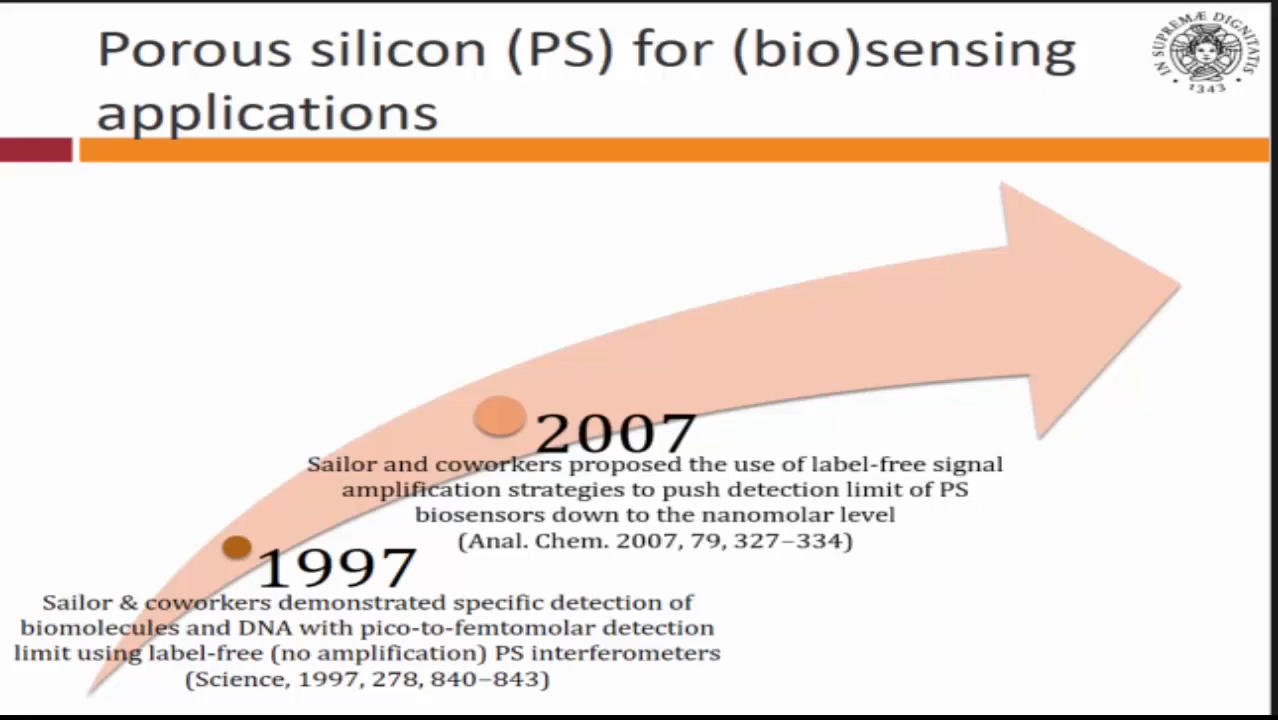 Porous silicon (PS) for (bio)sensing
applications
IN SUPREMÆ DIGNITATIS
• 1343 •
2007
Sailor and coworkers proposed the use of label-free signal
amplification strategies to push detection limit of PS
biosensors down to the nanomolar level
(Anal. Chem. 2007, 79, 327–334)
1997
Sailor & coworkers demonstrated specific detection of
biomolecules and DNA with pico-to-femtomolar detection
limit using label-free (no amplification) PS interferometers
(Science, 1997, 278, 840–843)